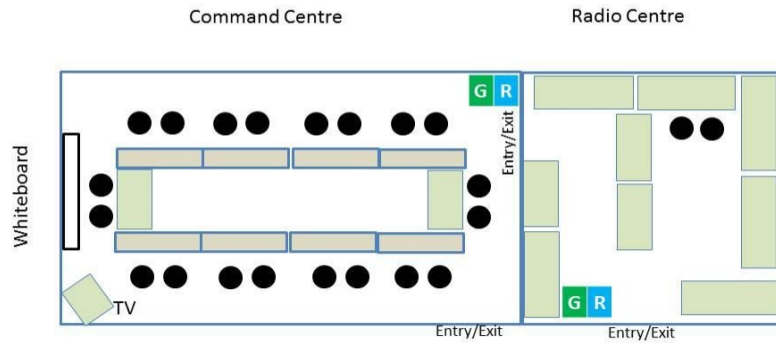 Command Centre
Radio Centre
G R
Entry/Exit
Whiteboard
TV
G R
Entry/Exit
Entry/Exit